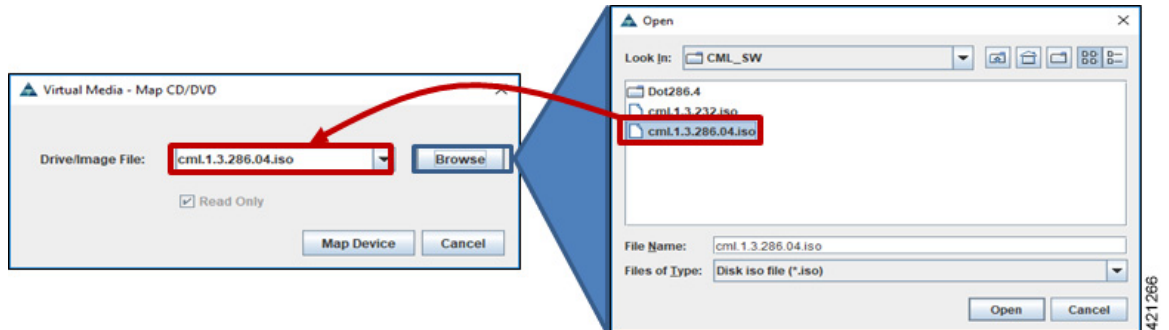 Virtual Media - Map CD/DVD
Drive/Image File:
cml.1.3.286.04.iso
Browse
Read Only
Map Device
Cancel
Open
Look In:
CML_SW
Dot286.4
cml.1.3.232.iso
cml.1.3.286.04.iso
File Name:
cml.1.3.286.04.iso
Files of Type:
Disk iso file (*.iso)
Open
Cancel
421266